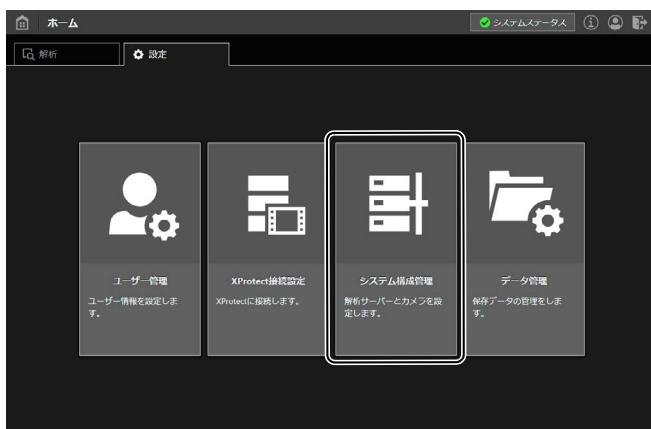 ホーム
システムステータス
解析
設定
ユーザー管理
ユーザー情報を設定しま
す。
XProtect接続設定
XProtectに接続します。
システム構成管理
解析サーバーとカメラを設
定します。
データ管理
保存データの管理をしま
す。